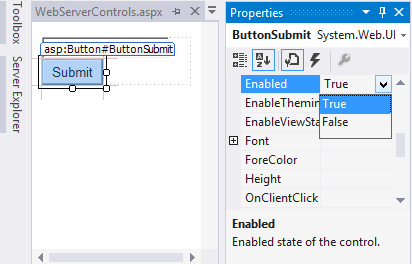 Toolbox
Server Explorer
WebServerControls.aspx
asp:Button#ButtonSubmit
Submit
Properties
ButtonSubmit System.Web.UI
Enabled True
True
False
EnableThemin
EnableViewSta
Font
ForeColor
Height
OnClientClick
Enabled
Enabled state of the control.